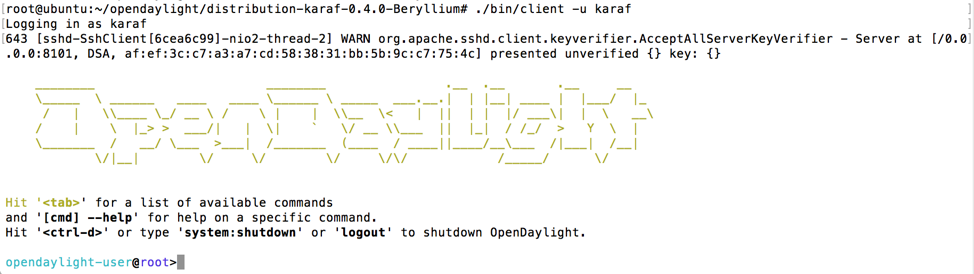 [root@ubuntu:~/opendaylight/distribution-karaf-0.4.0-Beryllium# ./bin/client -u karaf
[Logging in as karaf
[643 [sshd-SshClient[6cea6c99]-nio2-thread-2] WARN org.apache.sshd.client.keyverifier.AcceptAllServerKeyVerifier - Server at [/0.0
.0.0:8101, DSA, af:ef:3c:c7:a3:a7:cd:58:38:31:bb:5b:9c:c7:75:4c] presented unverified {} key: {}
OpenDaylight
Hit '<tab>' for a list of available commands
and '[cmd] --help' for help on a specific command.
Hit '<ctrl-d>' or type 'system:shutdown' or 'logout' to shutdown OpenDaylight.
opendaylight-user@root>